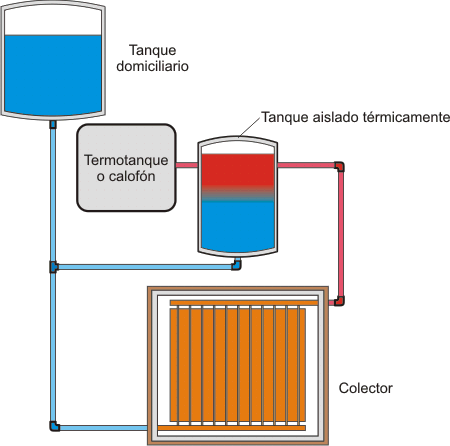 Tanque
domiciliario
Tanque aislado térmicamente
Termotanque
o calofón
Colector